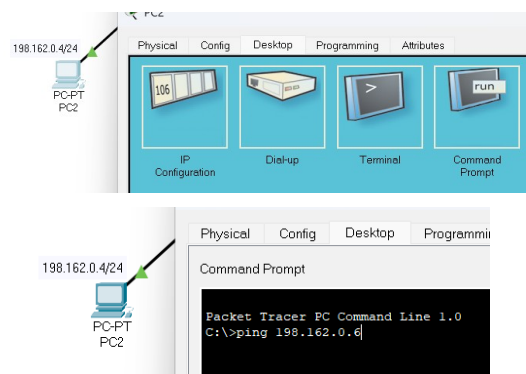 PC2
198.162.0.4/24
Physical Config Desktop Programming Attributes
PC-PT
PC2
106
>
run
IP
Configuration
Dial-up
Terminal
Command
Prompt
Physical Config Desktop
198.162.0.4/24
Command Prompt
Packet Tracer PC Command Line 1.0
C:\>ping 198.162.0.6
PC-PT
PC2